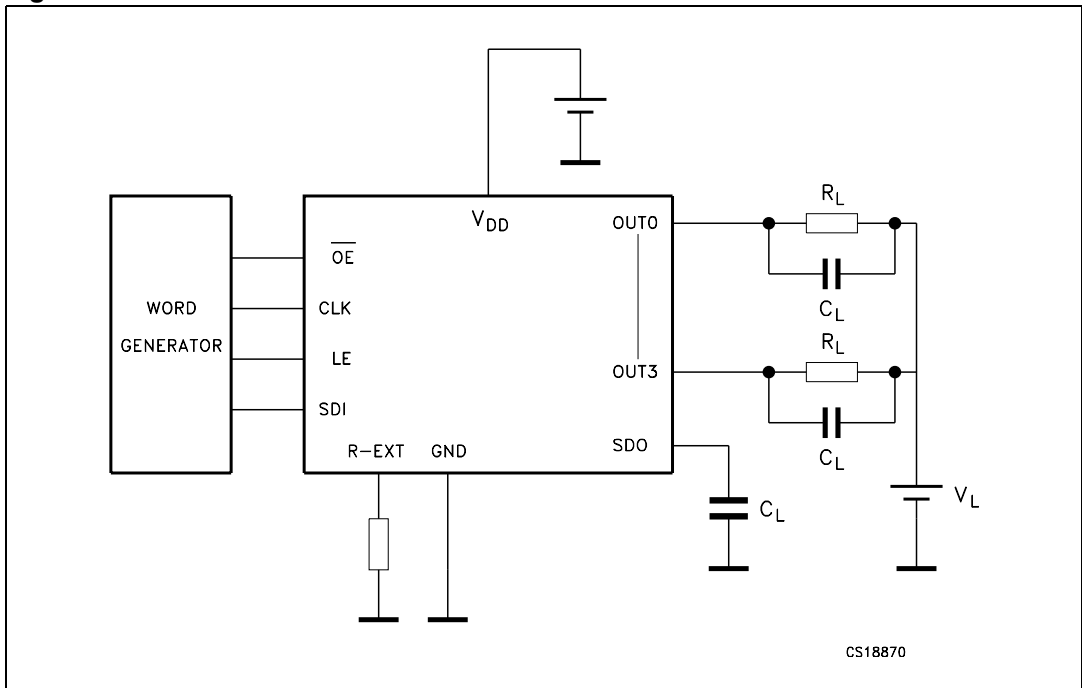 V_DD
WORD
GENERATOR
OE
CLK
LE
SDI
R-EXT GND
OUT0
OUT3
SDO
R_L
C_L
R_L
C_L
C_L
V_L
CS18870